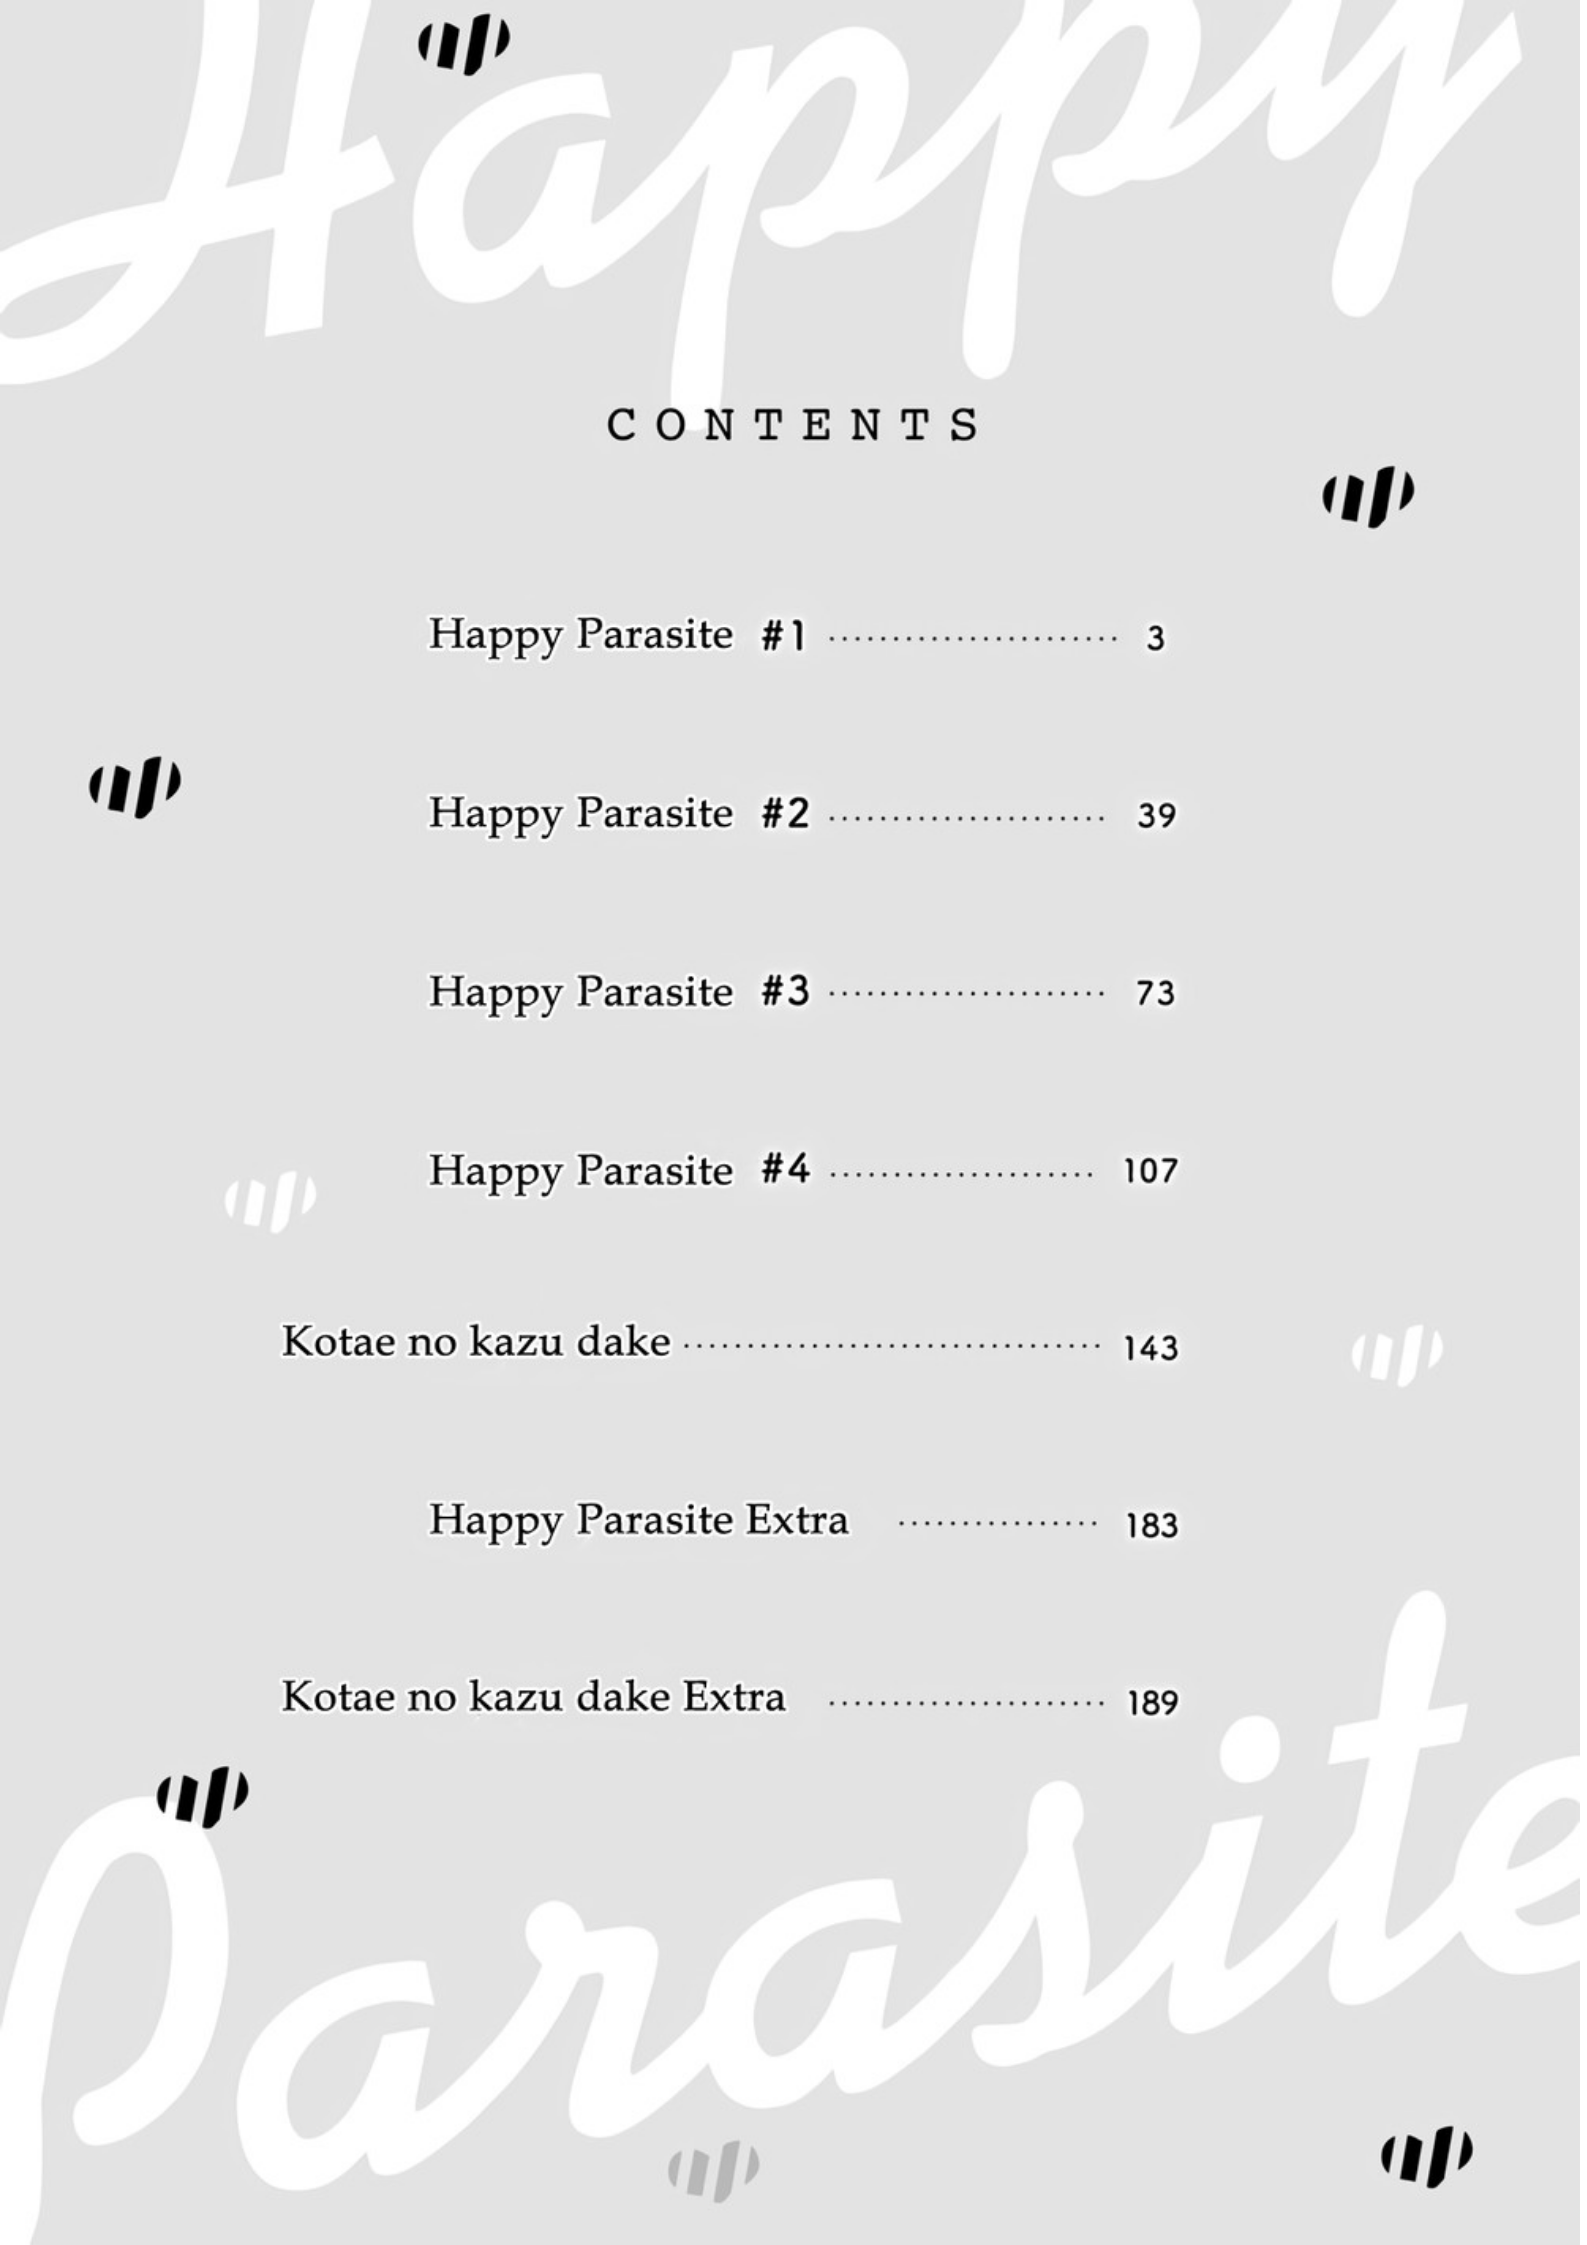 Happy
CONTENTS
Happy Parasite #1 ······················· 3
Happy Parasite #2 ······················ 39
Happy Parasite #3 ······················ 73
Happy Parasite #4 ····················· 107
Kotae no kazu dake ································· 143
Happy Parasite Extra ················ 183
Kotae no kazu dake Extra ······················ 189
Parasite